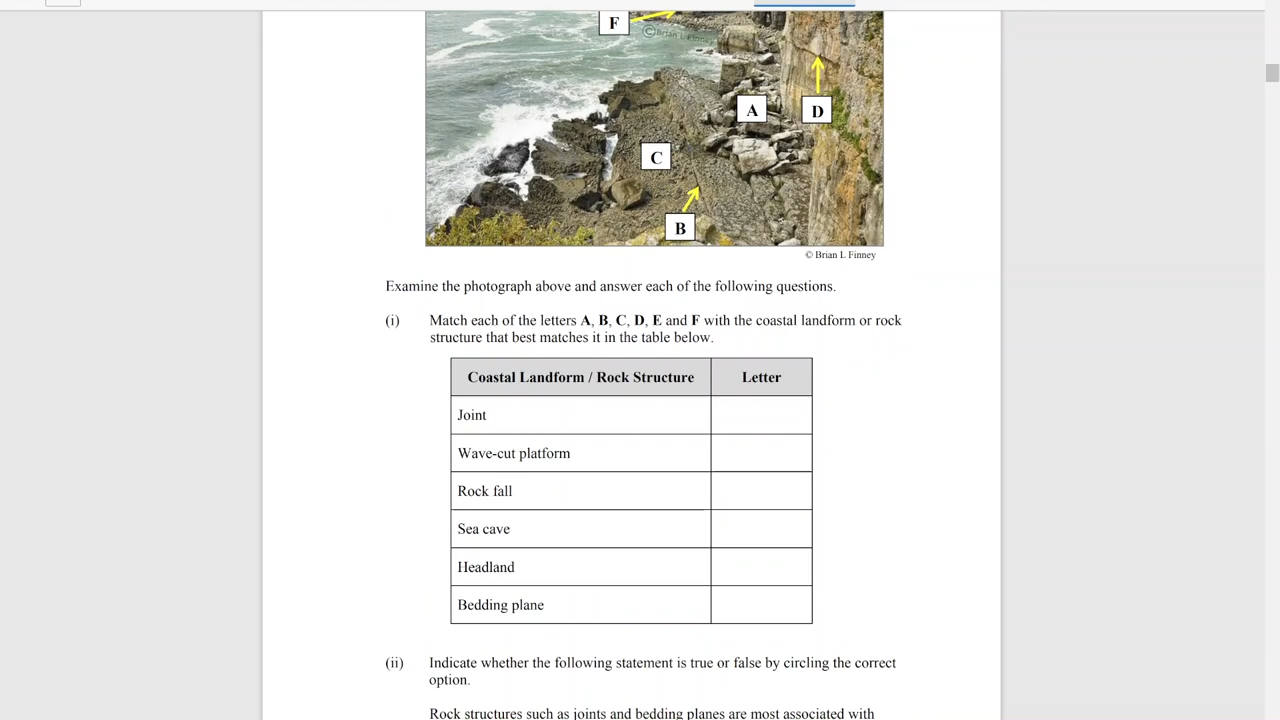 F
©Brian L Finney
A
D
C
B
© Brian L Finney
Examine the photograph above and answer each of the following questions.
(i) Match each of the letters A, B, C, D, E and F with the coastal landform or rock
structure that best matches it in the table below.
Coastal Landform / Rock Structure Letter
Joint
Wave-cut platform
Rock fall
Sea cave
Headland
Bedding plane
(ii) Indicate whether the following statement is true or false by circling the correct
option.
Rock structures such as joints and bedding planes are most associated with